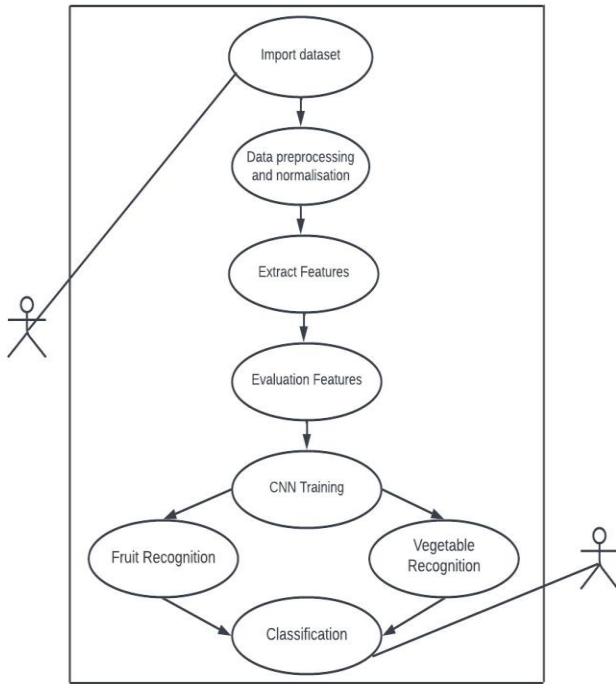 Import dataset
Data preprocessing
and normalisation
Extract Features
Evaluation Features
CNN Training
Fruit Recognition
Vegetable
Recognition
Classification